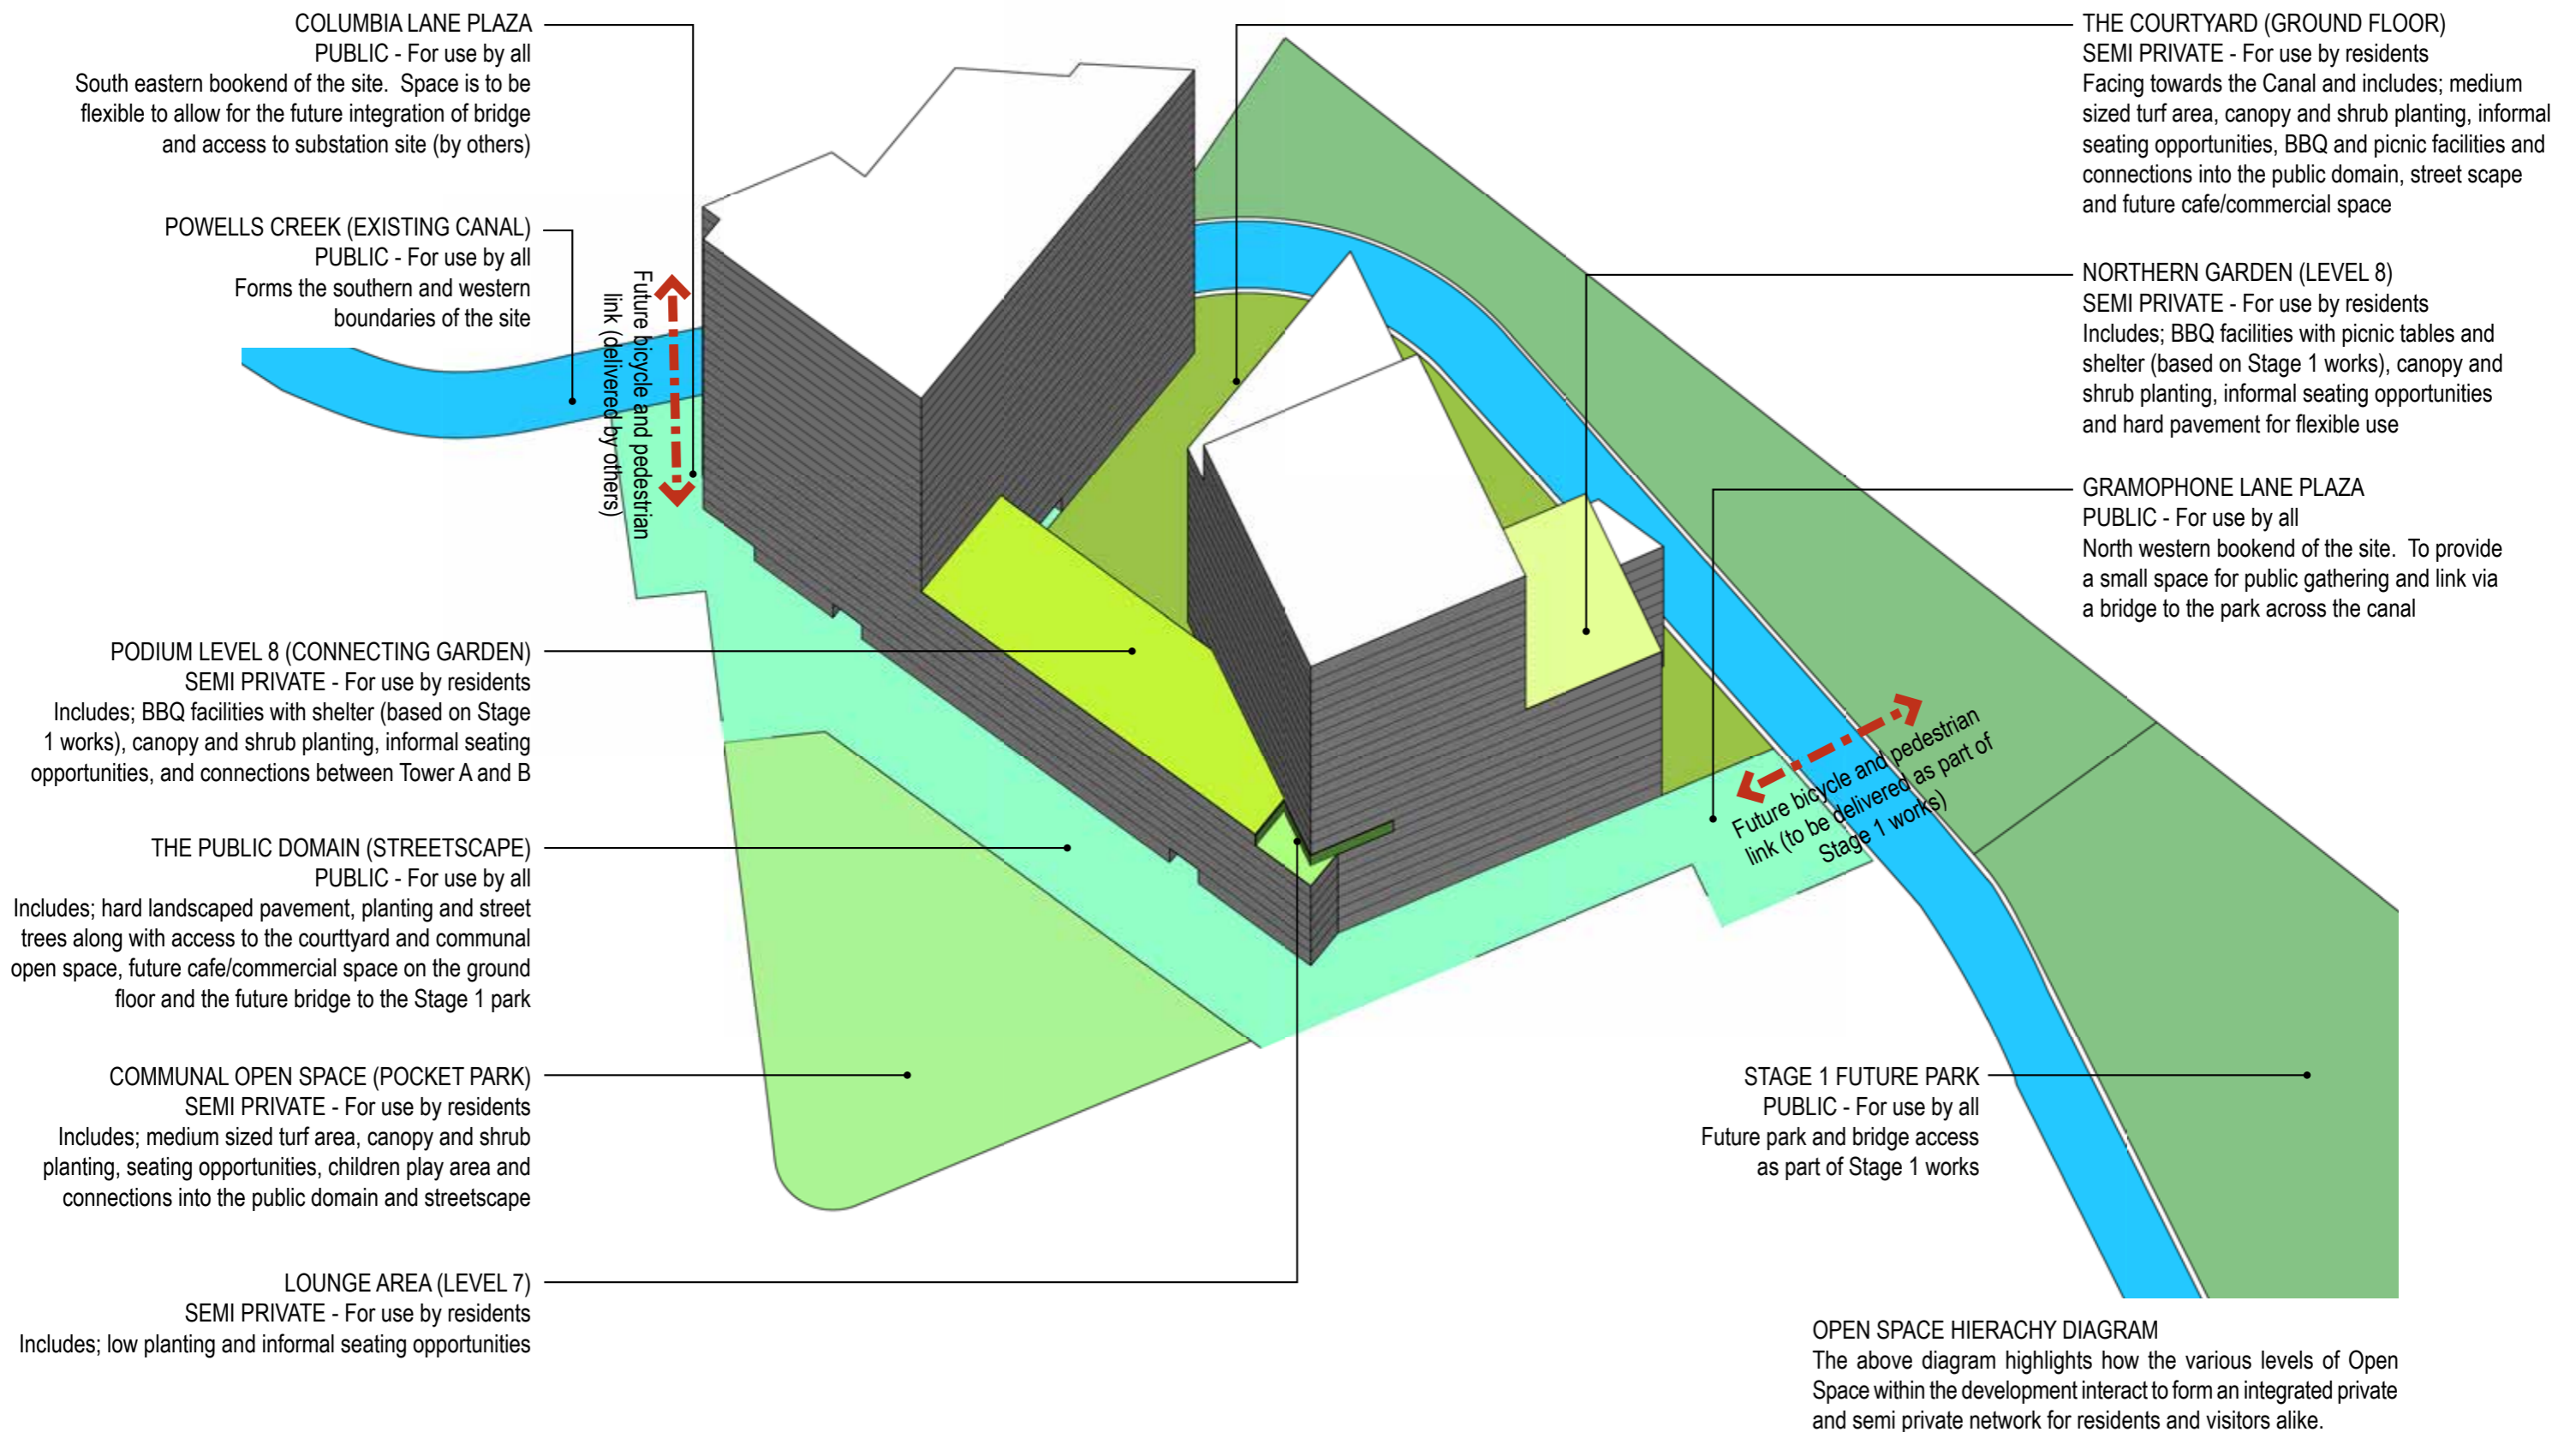 COLUMBIA LANE PLAZA
PUBLIC - For use by all
South eastern bookend of the site.  Space is to be
flexible to allow for the future integration of bridge
and access to substation site (by others)
POWELLS CREEK (EXISTING CANAL)
PUBLIC - For use by all
Forms the southern and western
boundaries of the site
Future bicycle and pedestrian
link (delivered by others)
PODIUM LEVEL 8 (CONNECTING GARDEN)
SEMI PRIVATE - For use by residents
Includes; BBQ facilities with shelter (based on Stage
1 works), canopy and shrub planting, informal seating
opportunities, and connections between Tower A and B
THE PUBLIC DOMAIN (STREETSCAPE)
PUBLIC - For use by all
Includes; hard landscaped pavement, planting and street
trees along with access to the courttyard and communal
open space, future cafe/commercial space on the ground
floor and the future bridge to the Stage 1 park
COMMUNAL OPEN SPACE (POCKET PARK)
SEMI PRIVATE - For use by residents
Includes; medium sized turf area, canopy and shrub
planting, seating opportunities, children play area and
connections into the public domain and streetscape
LOUNGE AREA (LEVEL 7)
SEMI PRIVATE - For use by residents
Includes; low planting and informal seating opportunities
THE COURTYARD (GROUND FLOOR)
SEMI PRIVATE - For use by residents
Facing towards the Canal and includes; medium
sized turf area, canopy and shrub planting, informal
seating opportunities, BBQ and picnic facilities and
connections into the public domain, street scape
and future cafe/commercial space
NORTHERN GARDEN (LEVEL 8)
SEMI PRIVATE - For use by residents
Includes; BBQ facilities with picnic tables and
shelter (based on Stage 1 works), canopy and
shrub planting, informal seating opportunities
and hard pavement for flexible use
GRAMOPHONE LANE PLAZA
PUBLIC - For use by all
North western bookend of the site.  To provide
a small space for public gathering and link via
a bridge to the park across the canal
Future bicycle and pedestrian
link (to be delivered as part of
Stage 1 works)
STAGE 1 FUTURE PARK
PUBLIC - For use by all
Future park and bridge access
as part of Stage 1 works
OPEN SPACE HIERACHY DIAGRAM
The above diagram highlights how the various levels of Open
Space within the development interact to form an integrated private
and semi private network for residents and visitors alike.